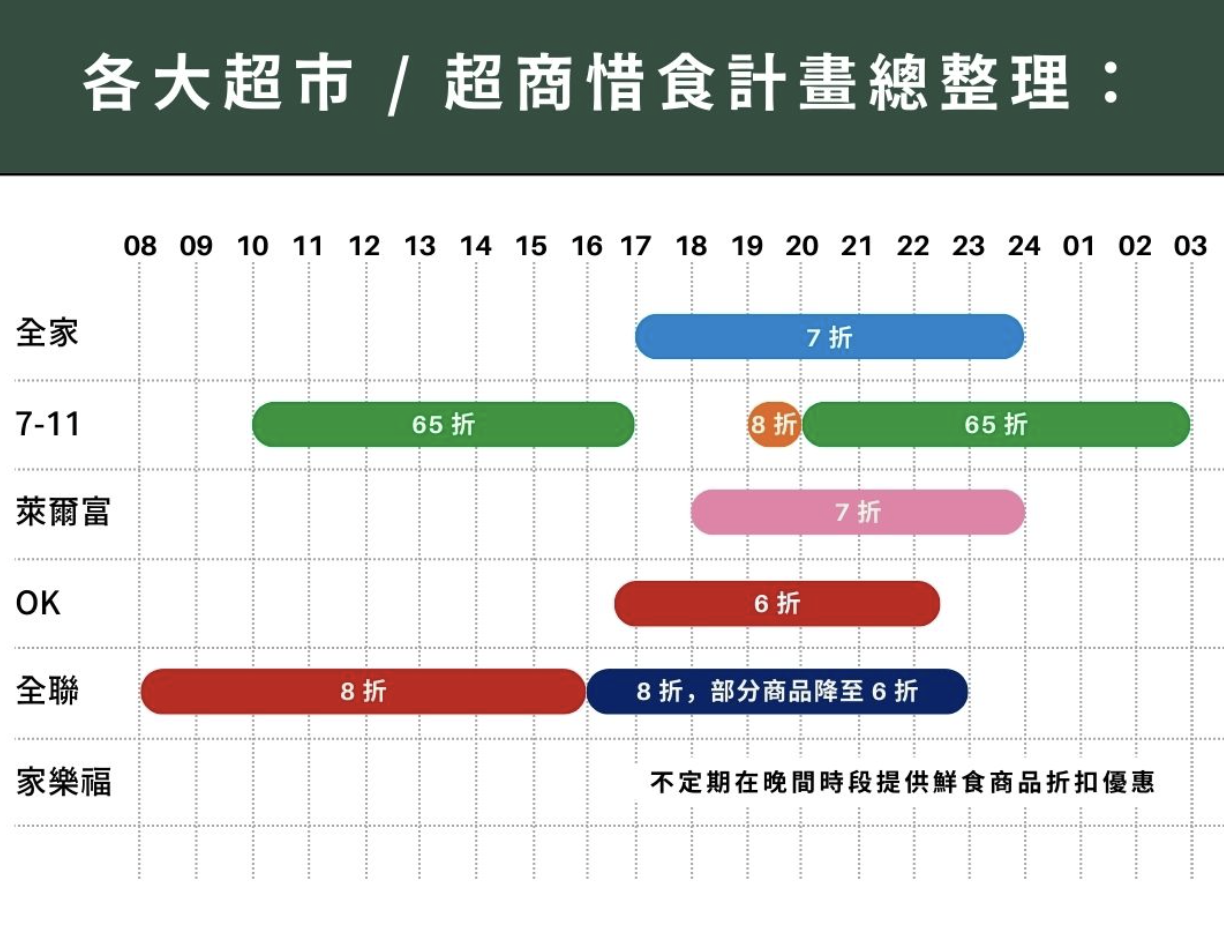 各大超市 / 超商惜食計畫總整理：
08 09 10 11 12 13 14 15 16 17 18 19 20 21 22 23 24 01 02 03
全家 7 折
7-11 65 折 8 折 65 折
萊爾富 7 折
OK 6 折
全聯 8 折 8 折，部分商品降至 6 折
家樂福 不定期在晚間時段提供鮮食商品折扣優惠